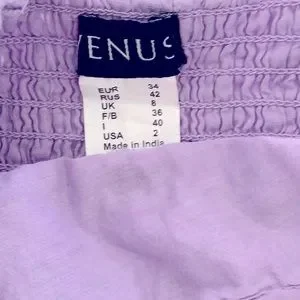 VENUS
EUR 34
RUS 42
UK 8
F/B 36
I 40
USA 2
Made in India